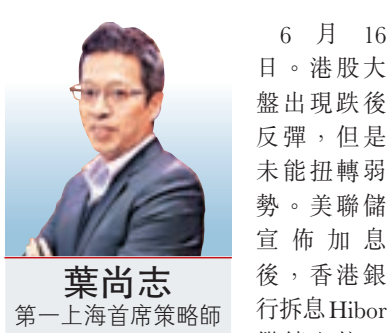 葉尚志
第一上海首席策略師
6月16
日。港股大
盤出現跌後
反彈,但是
未能扭轉弱
勢。美聯儲
宣佈加息
後,香港銀
行拆息Hibor